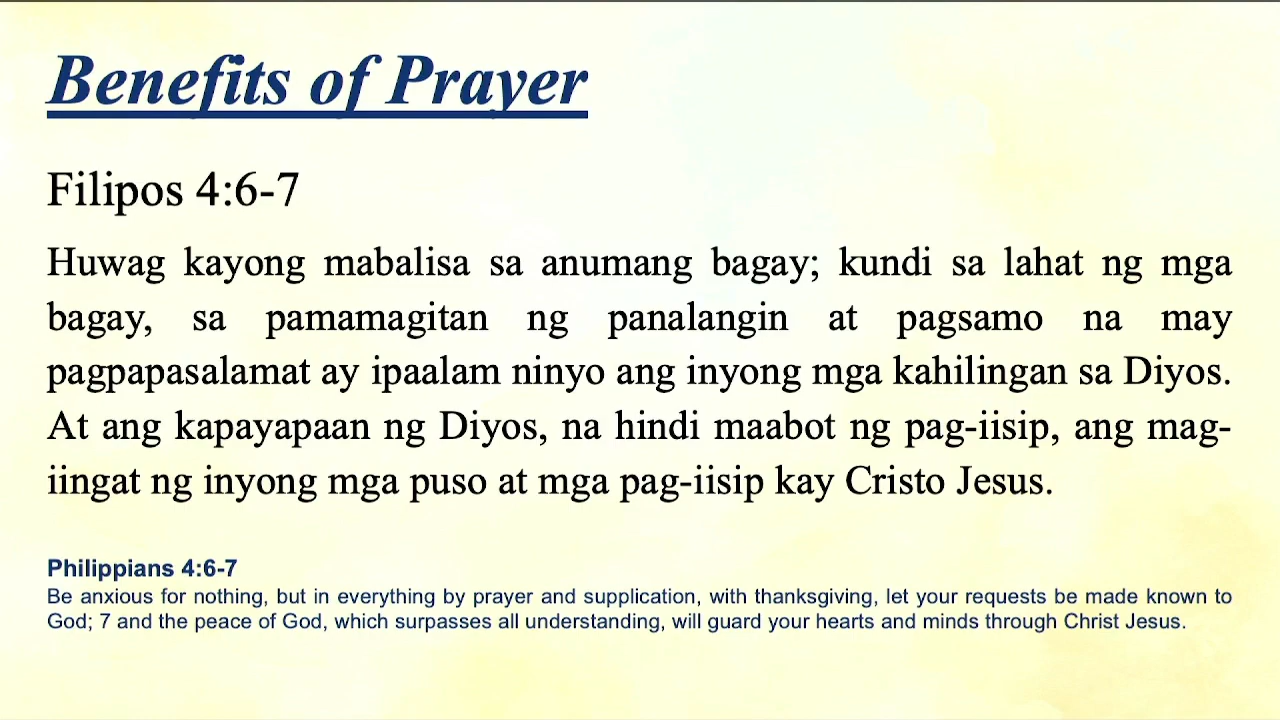 Benefits of Prayer
Filipos 4:6-7
Huwag kayong mabalisa sa anumang bagay; kundi sa lahat ng mga
bagay, sa pamamagitan ng panalangin at pagsamo na may
pagpapasalamat ay ipaalam ninyo ang inyong mga kahilingan sa Diyos.
At ang kapayapaan ng Diyos, na hindi maabot ng pag-iisip, ang mag-
iingat ng inyong mga puso at mga pag-iisip kay Cristo Jesus.
Philippians 4:6-7
Be anxious for nothing, but in everything by prayer and supplication, with thanksgiving, let your requests be made known to
God; 7 and the peace of God, which surpasses all understanding, will guard your hearts and minds through Christ Jesus.